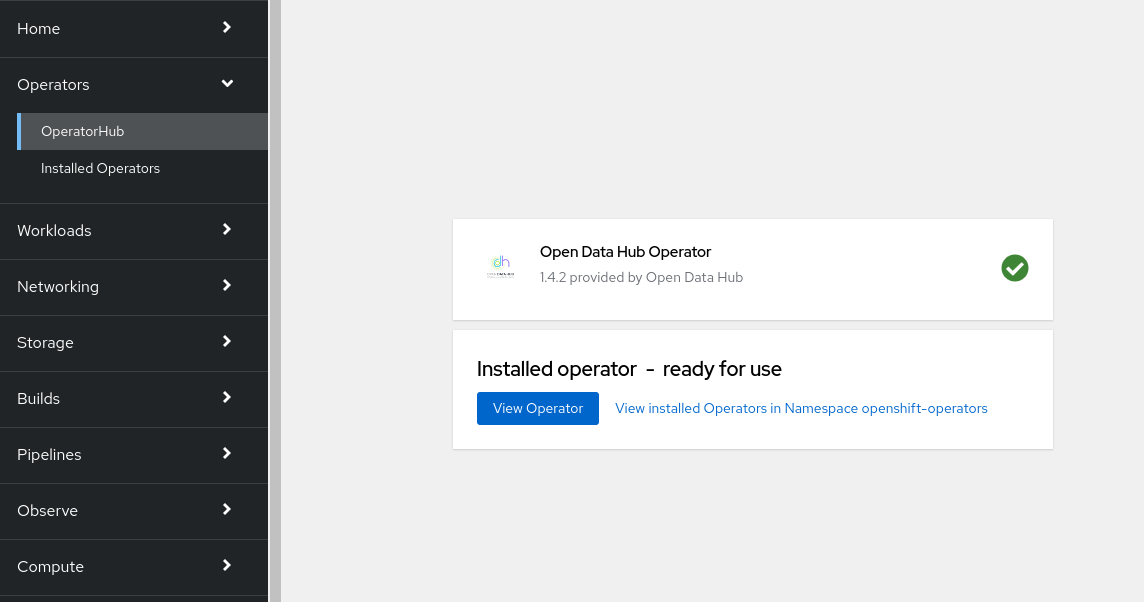 Home
Operators
OperatorHub
Installed Operators
Workloads
Networking
Storage
Builds
Pipelines
Observe
Compute
Open Data Hub Operator
1.4.2 provided by Open Data Hub
Installed operator - ready for use
View Operator
View installed Operators in Namespace openshift-operators